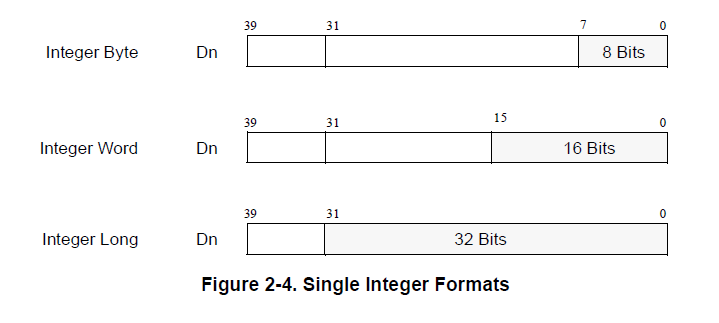 39 31 7 0
Integer Byte Dn 8 Bits
39 31 15 0
Integer Word Dn 16 Bits
39 31 0
Integer Long Dn 32 Bits
Figure 2-4. Single Integer Formats